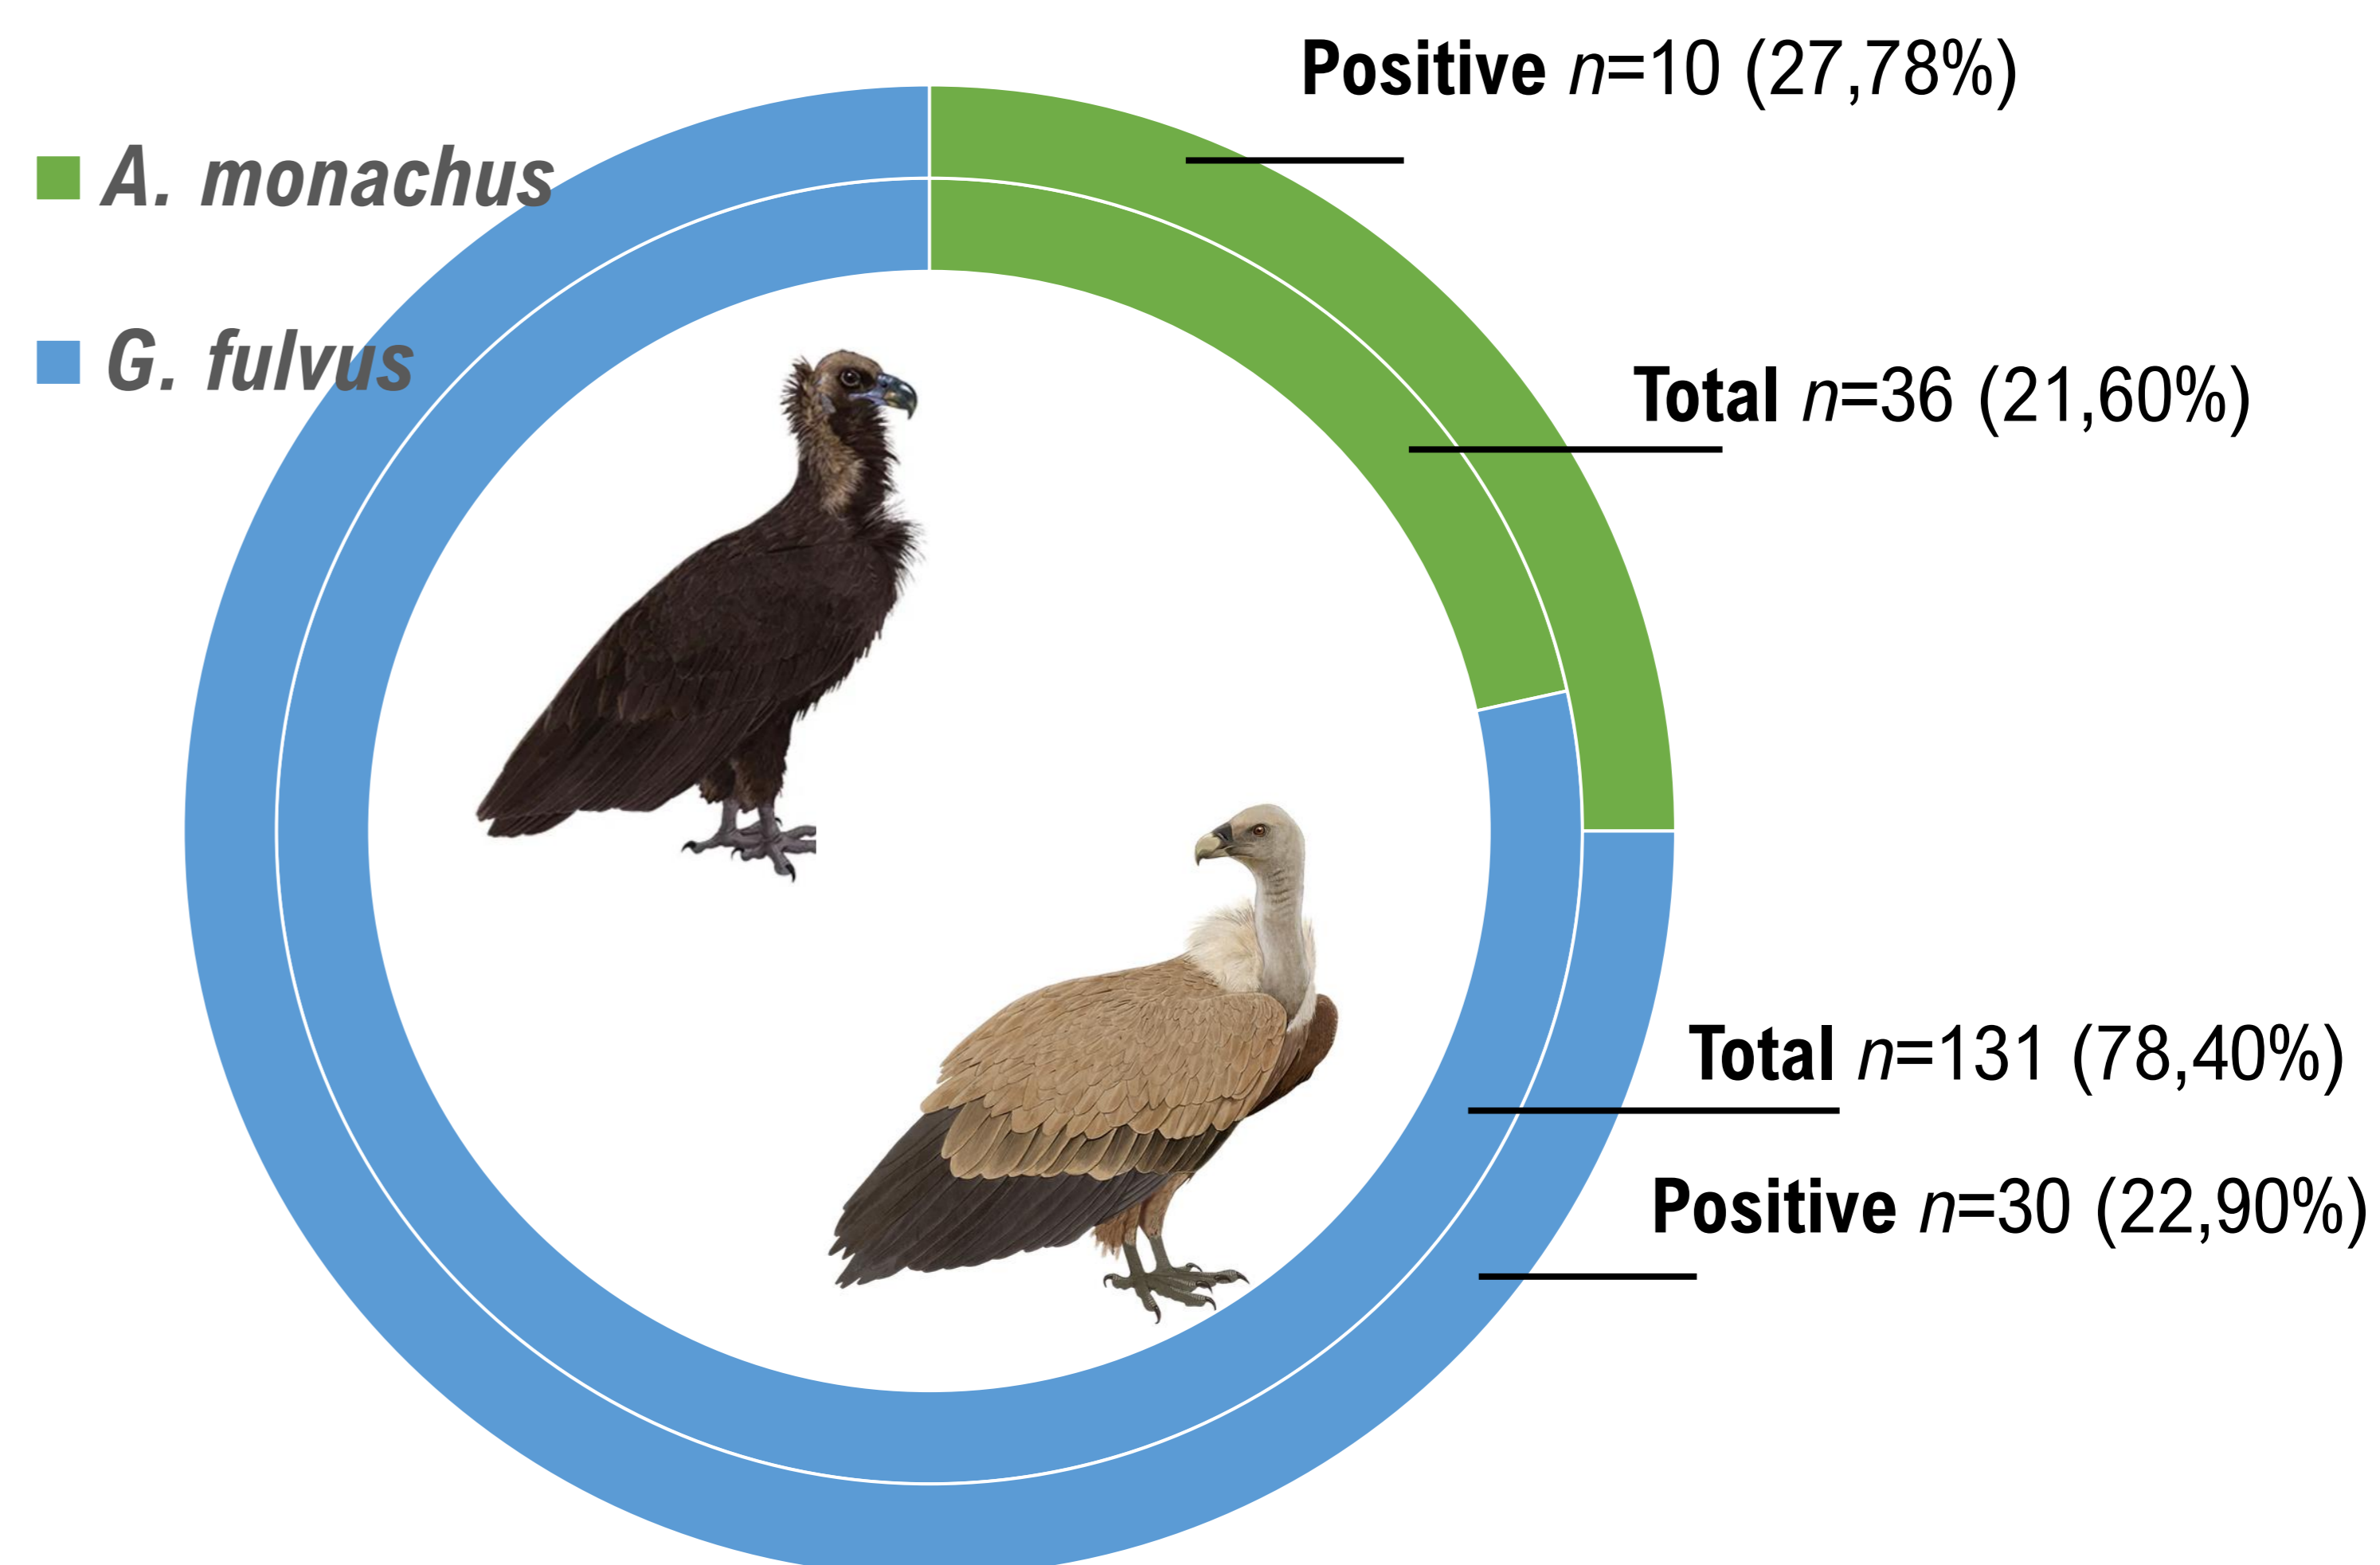 Positive n=10 (27,78%)
A. monachus
G. fulvus
Total n=36 (21,60%)
Total n=131 (78,40%)
Positive n=30 (22,90%)